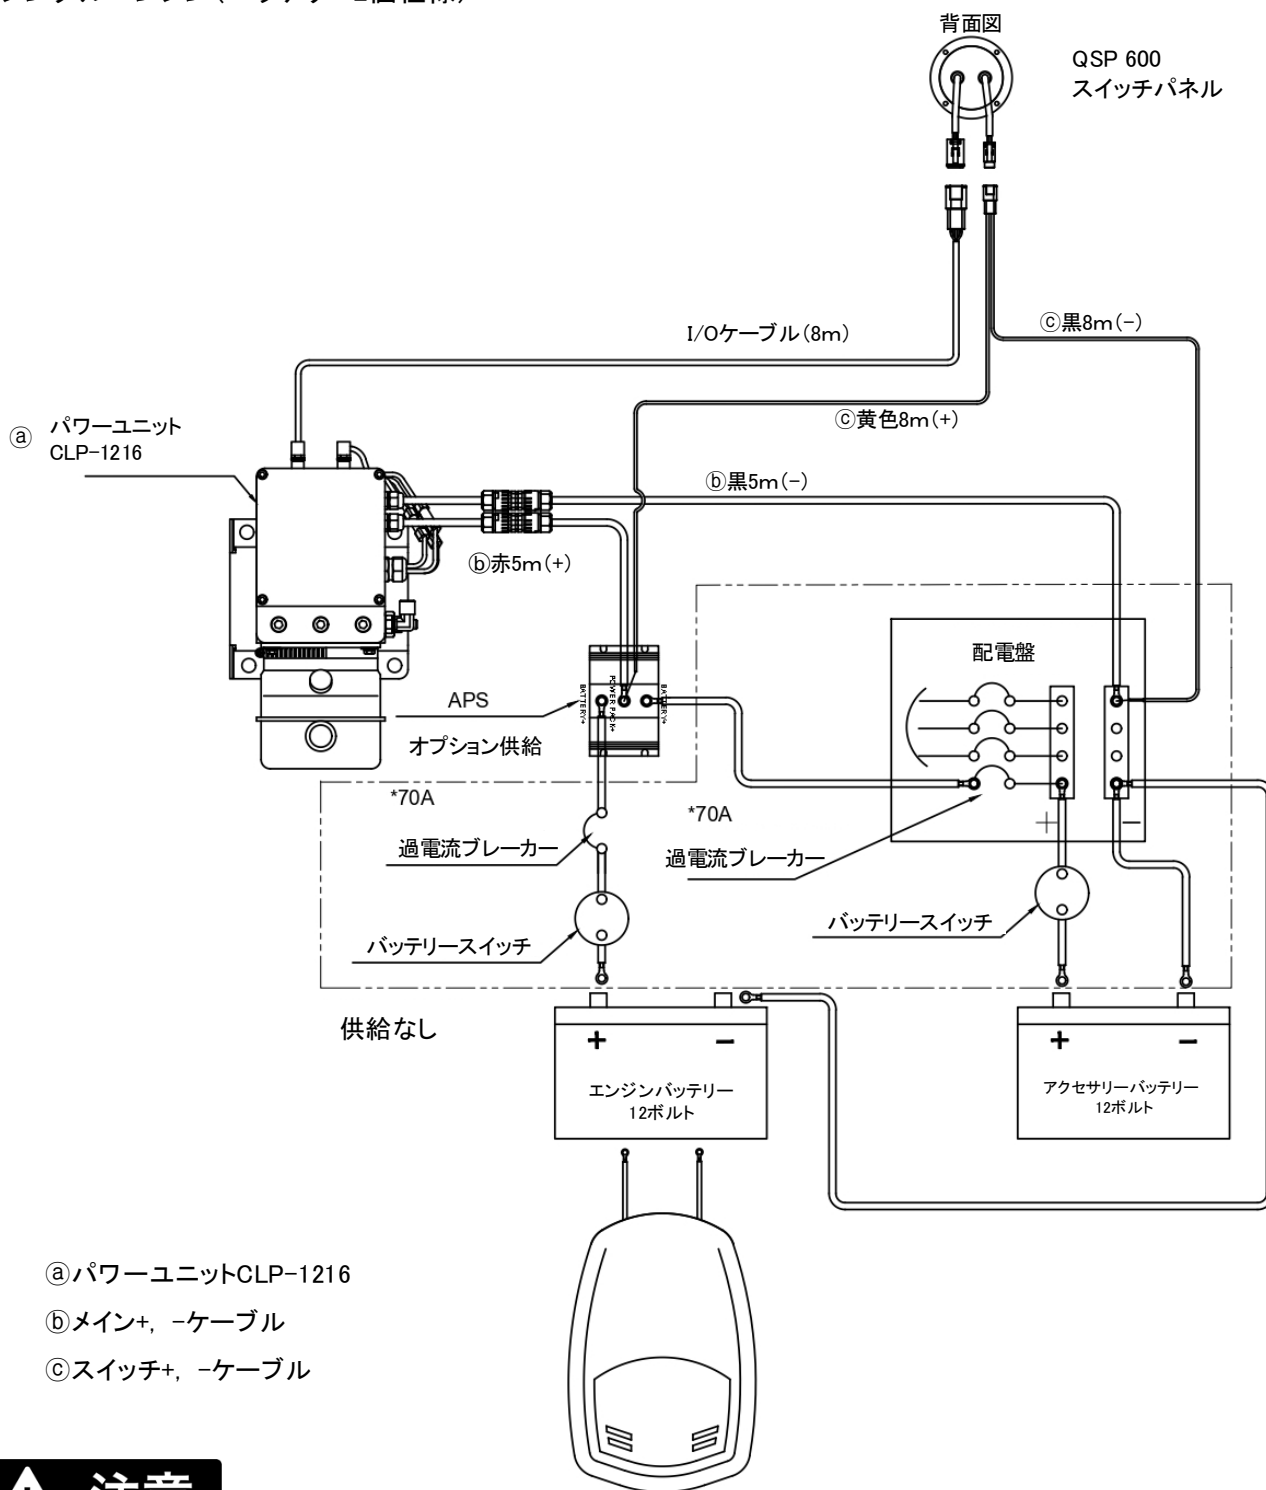 背面図
QSP 600
スイッチパネル
I/Oケーブル(8m)
ⓒ黒8m(-)
ⓐ パワーユニット
CLP-1216
ⓒ黄色8m(+)
ⓑ黒5m(-)
ⓑ赤5m(+)
配電盤
APS
オプション供給
BATTERY+
POWER PACK+
BATTERY+
*70A
過電流ブレーカー
*70A
過電流ブレーカー
+ -
バッテリースイッチ
バッテリースイッチ
供給なし
+ -
エンジンバッテリー
12ボルト
+ -
アクセサリーバッテリー
12ボルト
ⓐパワーユニットCLP-1216
ⓑメイン+, -ケーブル
ⓒスイッチ+, -ケーブル
注意